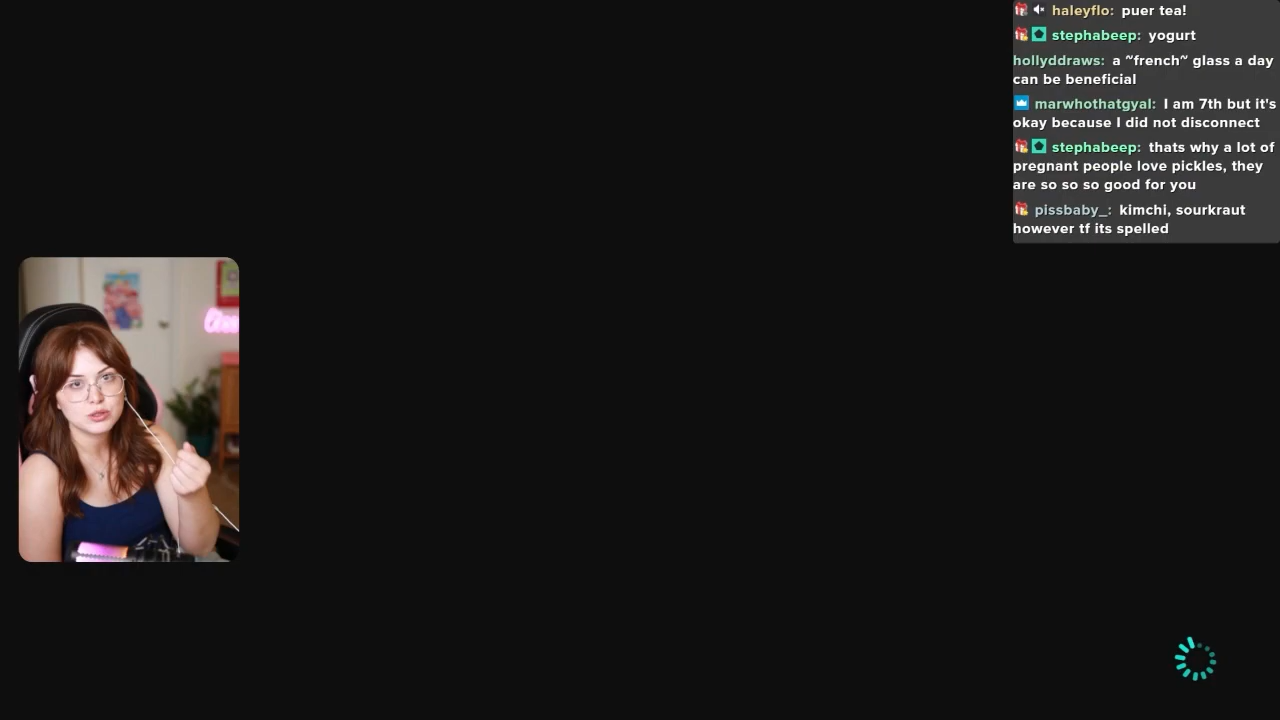 haleyflo: puer tea!
stephabeep: yogurt
hollyddraws: a ~french~ glass a day
can be beneficial
marwhothatgyal: I am 7th but it's
okay because I did not disconnect
stephabeep: thats why a lot of
pregnant people love pickles, they
are so so so good for you
pissbaby_: kimchi, sourkraut
however tf its spelled